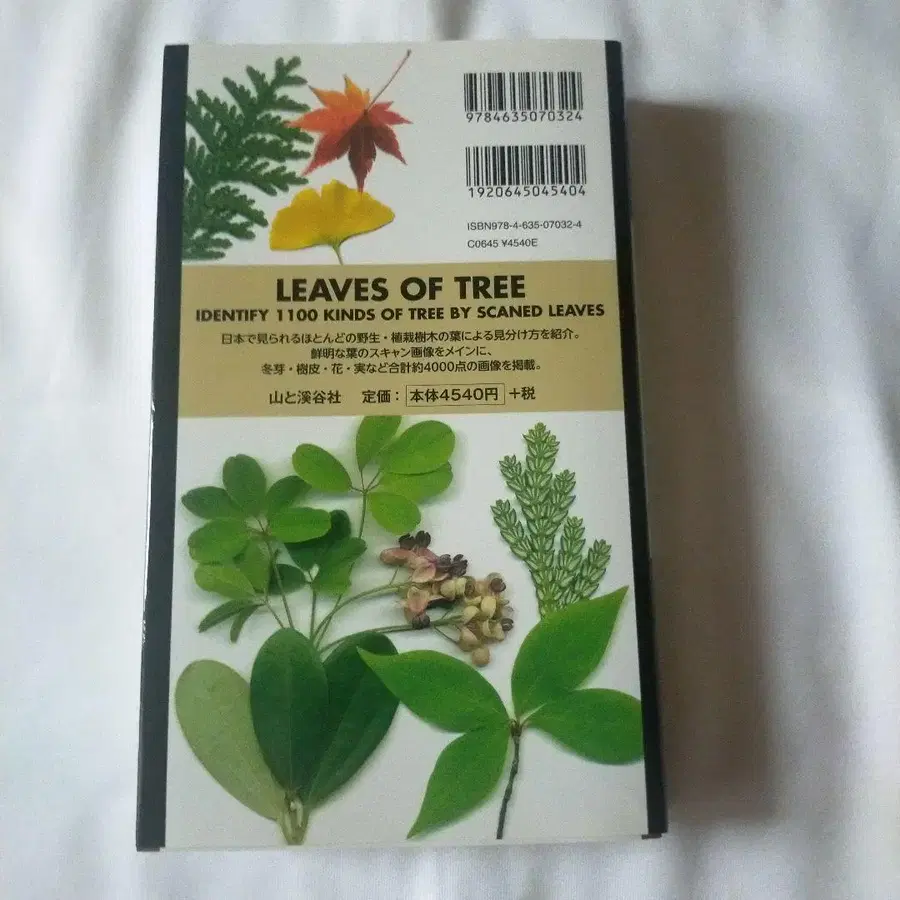 9784635070324
1920645045404
ISBN978-4-635-07032-4
C0645 ¥4540E
LEAVES OF TREE
IDENTIFY 1100 KINDS OF TREE BY SCANED LEAVES
日本で見られるほとんどの野生・植栽樹木の葉による見分け方を紹介。
鮮明な葉のスキャン画像をメインに、
冬芽・樹皮・花・実など合計約4000点の画像を掲載。
山と溪谷社 定価：本体4540円+税